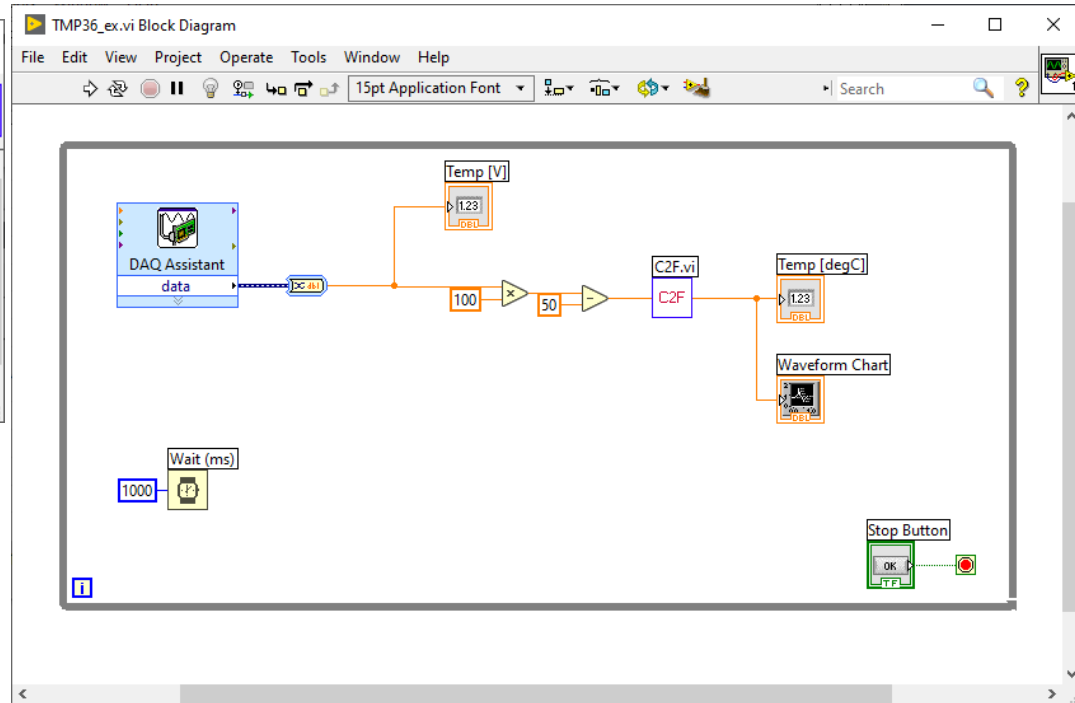 TMP36_ex.vi Block Diagram
File Edit View Project Operate Tools Window Help
15pt Application Font
Search
Temp [V]
1.23
DBL
DAQ Assistant
data
dbl
100
×
50
-
C2F.vi
C2F
Temp [degC]
1.23
DBL
Waveform Chart
DBL
Wait (ms)
1000
Stop Button
OK
TF
i